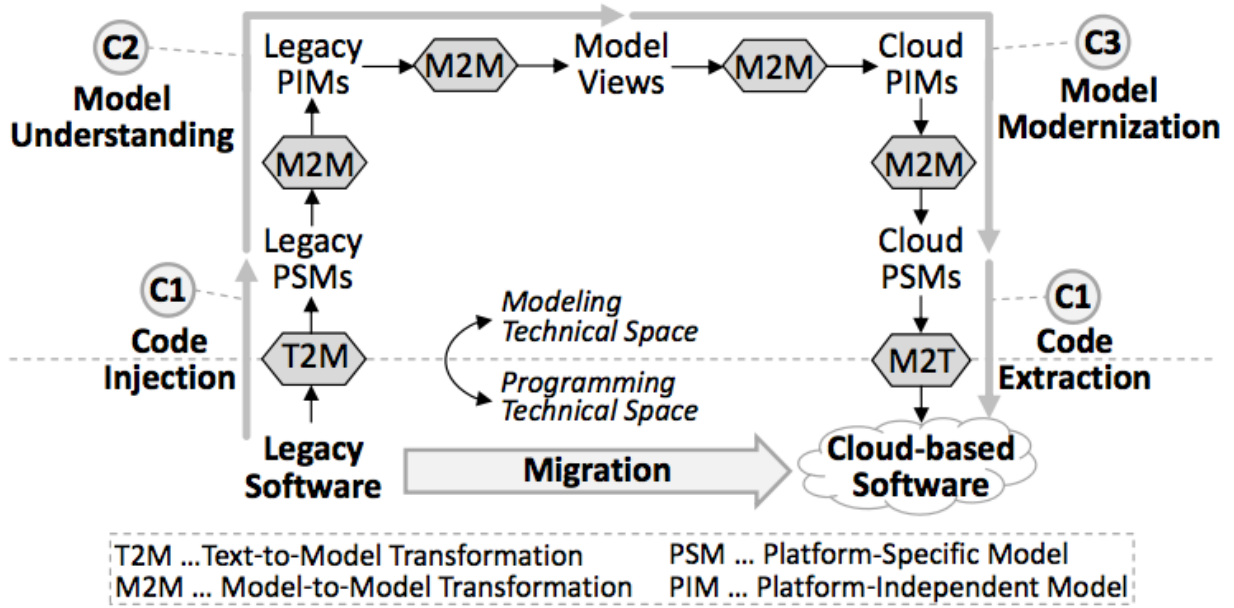 C2
Model
Understanding
Legacy
PIMs
M2M
Model
Views
M2M
Cloud
PIMs
C3
Model
Modernization
M2M
M2M
Legacy
PSMs
Cloud
PSMs
C1
Code
Injection
T2M
Modeling
Technical Space
Programming
Technical Space
M2T
C1
Code
Extraction
Legacy
Software
Migration
Cloud-based
Software
T2M ...Text-to-Model Transformation
M2M ... Model-to-Model Transformation
PSM ... Platform-Specific Model
PIM ... Platform-Independent Model